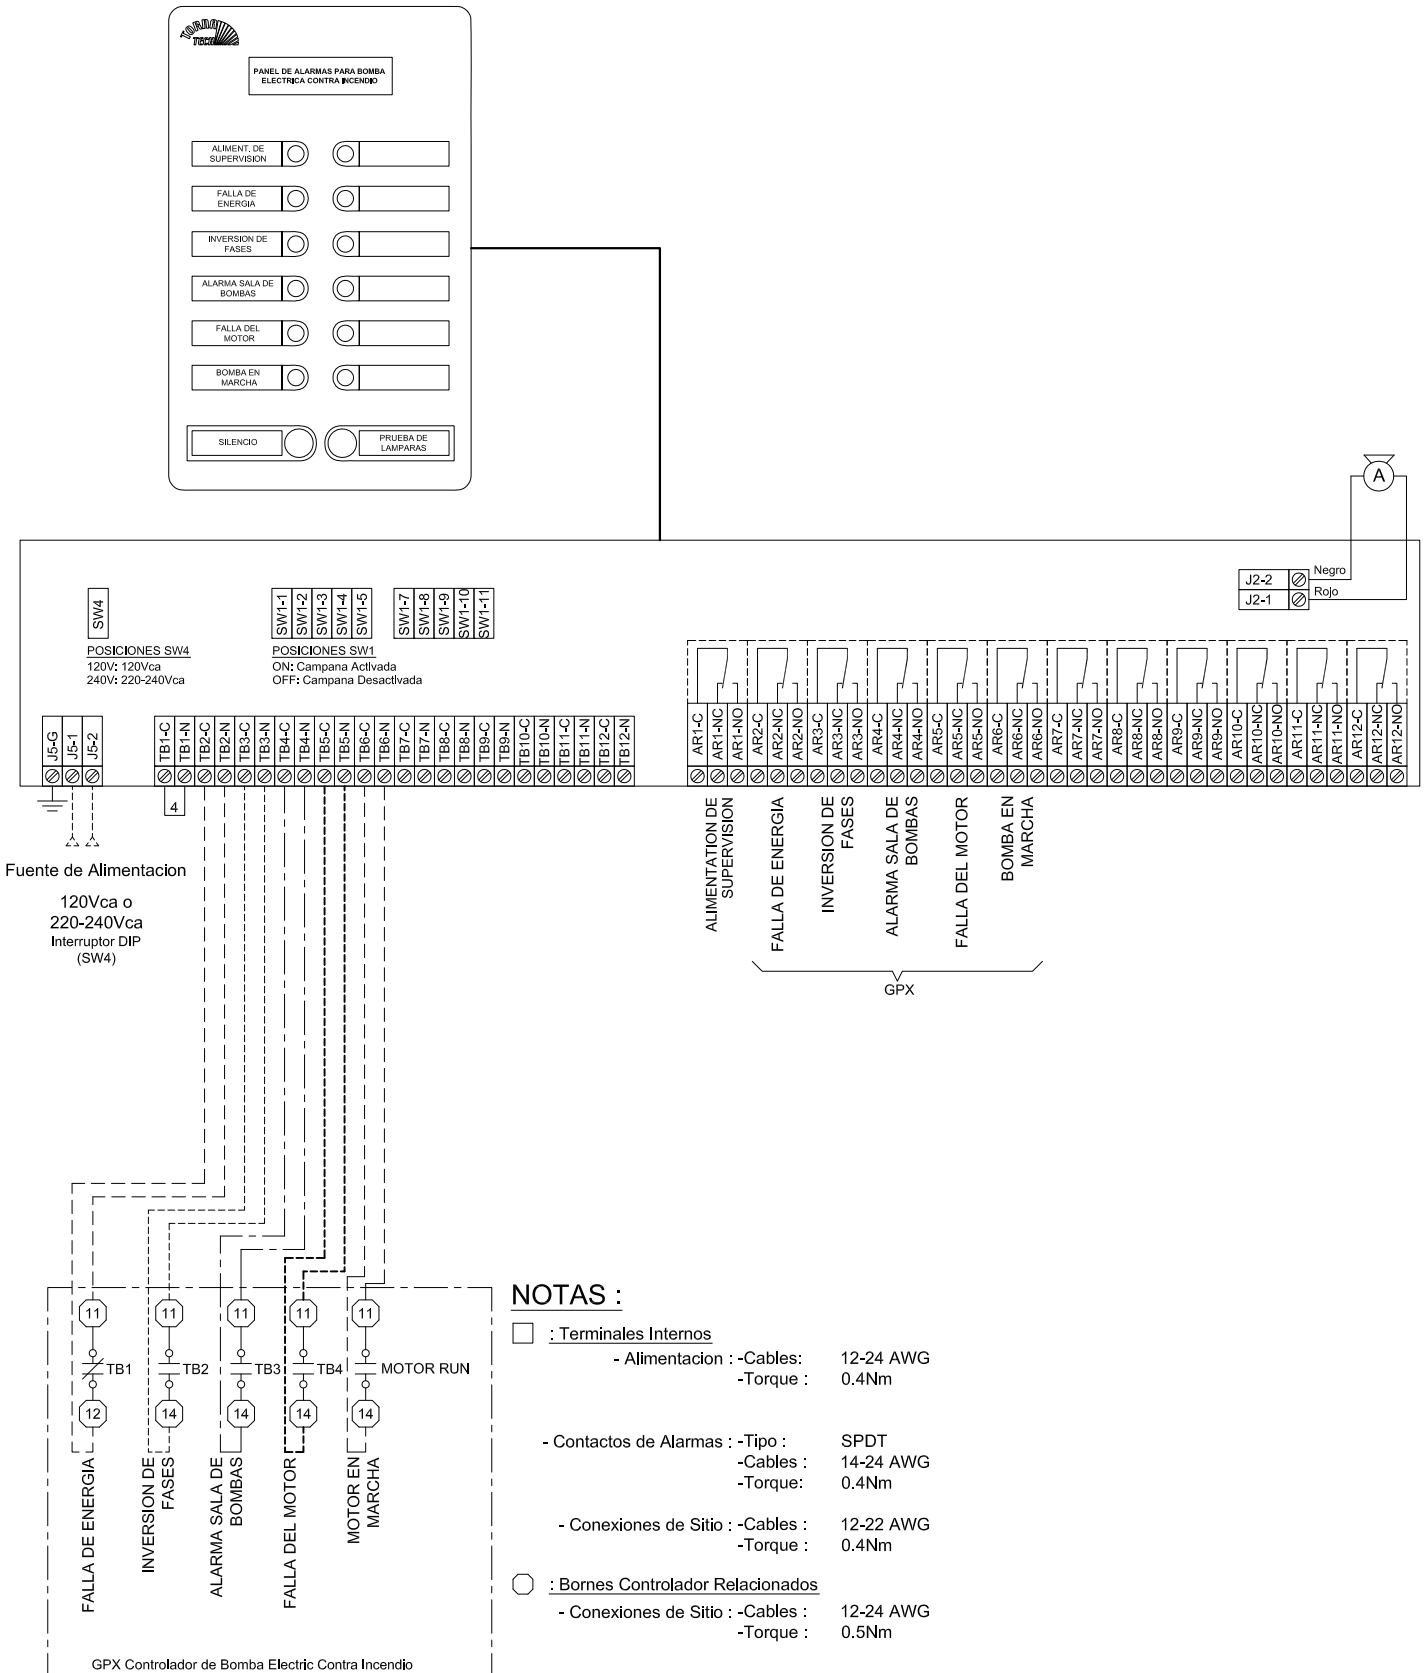 TORNA
TECH
PANEL DE ALARMAS PARA BOMBA
ELECTRICA CONTRA INCENDIO
ALIMENT. DE
SUPERVISION
FALLA DE
ENERGIA
INVERSION DE
FASES
ALARMA SALA DE
BOMBAS
FALLA DEL
MOTOR
BOMBA EN
MARCHA
SILENCIO
PRUEBA DE
LAMPARAS
A
J2-2
Negro
J2-1
Rojo
SW4
POSICIONES SW4
120V: 120Vca
240V: 220-240Vca
SW1-1
SW1-2
SW1-3
SW1-4
SW1-5
SW1-7
SW1-8
SW1-9
SW1-10
SW1-11
POSICIONES SW1
ON: Campana Activada
OFF: Campana Desactivada
J5-G
J5-1
J5-2
TB1-C
TB1-N
TB2-C
TB2-N
TB3-C
TB3-N
TB4-C
TB4-N
TB5-C
TB5-N
TB6-C
TB6-N
TB7-C
TB7-N
TB8-C
TB8-N
TB9-C
TB9-N
TB10-C
TB10-N
TB11-C
TB11-N
TB12-C
TB12-N
AR1-C
AR1-NC
AR1-NO
AR2-C
AR2-NC
AR2-NO
AR3-C
AR3-NC
AR3-NO
AR4-C
AR4-NC
AR4-NO
AR5-C
AR5-NC
AR5-NO
AR6-C
AR6-NC
AR6-NO
AR7-C
AR7-NC
AR7-NO
AR8-C
AR8-NC
AR8-NO
AR9-C
AR9-NC
AR9-NO
AR10-C
AR10-NC
AR10-NO
AR11-C
AR11-NC
AR11-NO
AR12-C
AR12-NC
AR12-NO
4
Fuente de Alimentacion
120Vca o
220-240Vca
Interruptor DIP
(SW4)
ALIMENTATION DE
SUPERVISION
FALLA DE ENERGIA
INVERSION DE
FASES
ALARMA SALA DE
BOMBAS
FALLA DEL MOTOR
BOMBA EN
MARCHA
GPX
11
11
11
11
11
TB1
TB2
TB3
TB4
MOTOR RUN
12
14
14
14
14
FALLA DE ENERGIA
INVERSION DE
FASES
ALARMA SALA DE
BOMBAS
FALLA DEL MOTOR
MOTOR EN
MARCHA
GPX Controlador de Bomba Electric Contra Incendio
NOTAS :
: Terminales Internos
- Alimentacion : -Cables: 12-24 AWG
-Torque : 0.4Nm
- Contactos de Alarmas : -Tipo : SPDT
-Cables : 14-24 AWG
-Torque: 0.4Nm
- Conexiones de Sitio : -Cables : 12-22 AWG
-Torque : 0.4Nm
: Bornes Controlador Relacionados
- Conexiones de Sitio : -Cables : 12-24 AWG
-Torque : 0.5Nm